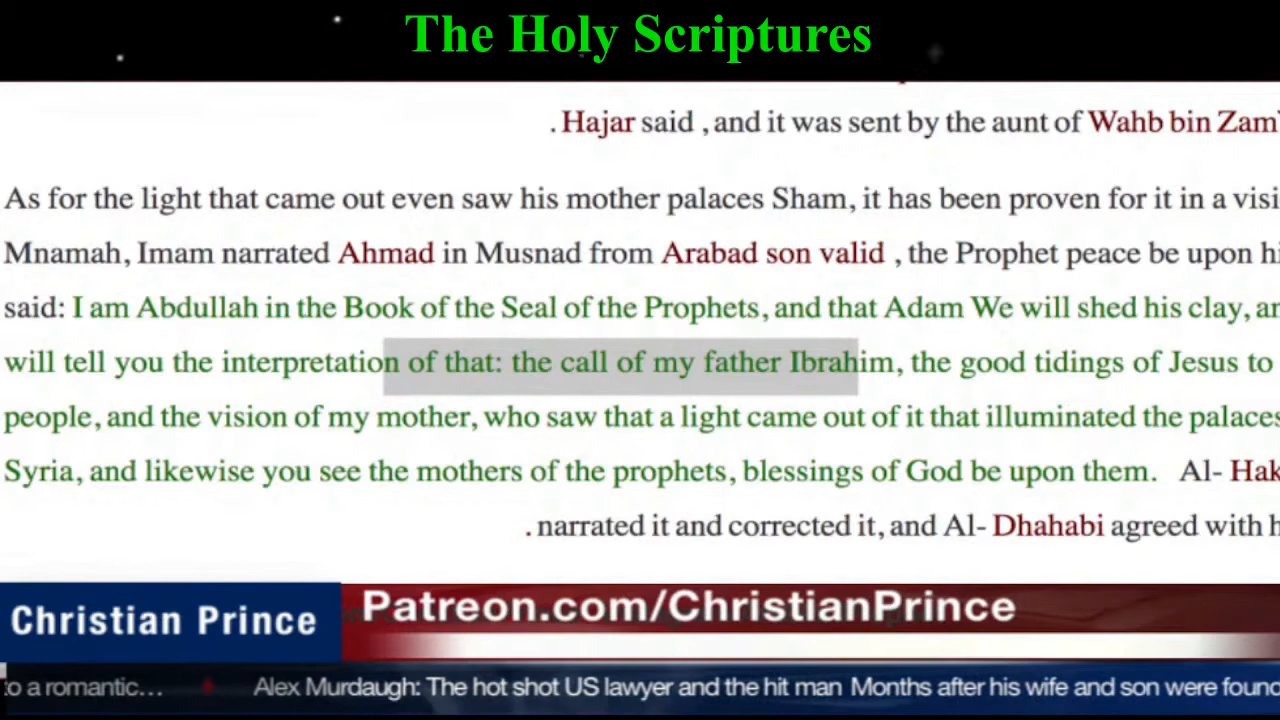 The Holy Scriptures
. Hajar said , and it was sent by the aunt of Wahb bin Zam'
As for the light that came out even saw his mother palaces Sham, it has been proven for it in a visi
Mnamah, Imam narrated Ahmad in Musnad from Arabad son valid , the Prophet peace be upon hi
said: I am Abdullah in the Book of the Seal of the Prophets, and that Adam We will shed his clay, an
will tell you the interpretation of that: the call of my father Ibrahim, the good tidings of Jesus to
people, and the vision of my mother, who saw that a light came out of it that illuminated the palaces
Syria, and likewise you see the mothers of the prophets, blessings of God be upon them. Al- Hak
. narrated it and corrected it, and Al- Dhahabi agreed with h
Christian Prince
Patreon.com/ChristianPrince
to a romantic... Alex Murdaugh: The hot shot US lawyer and the hit man Months after his wife and son were found